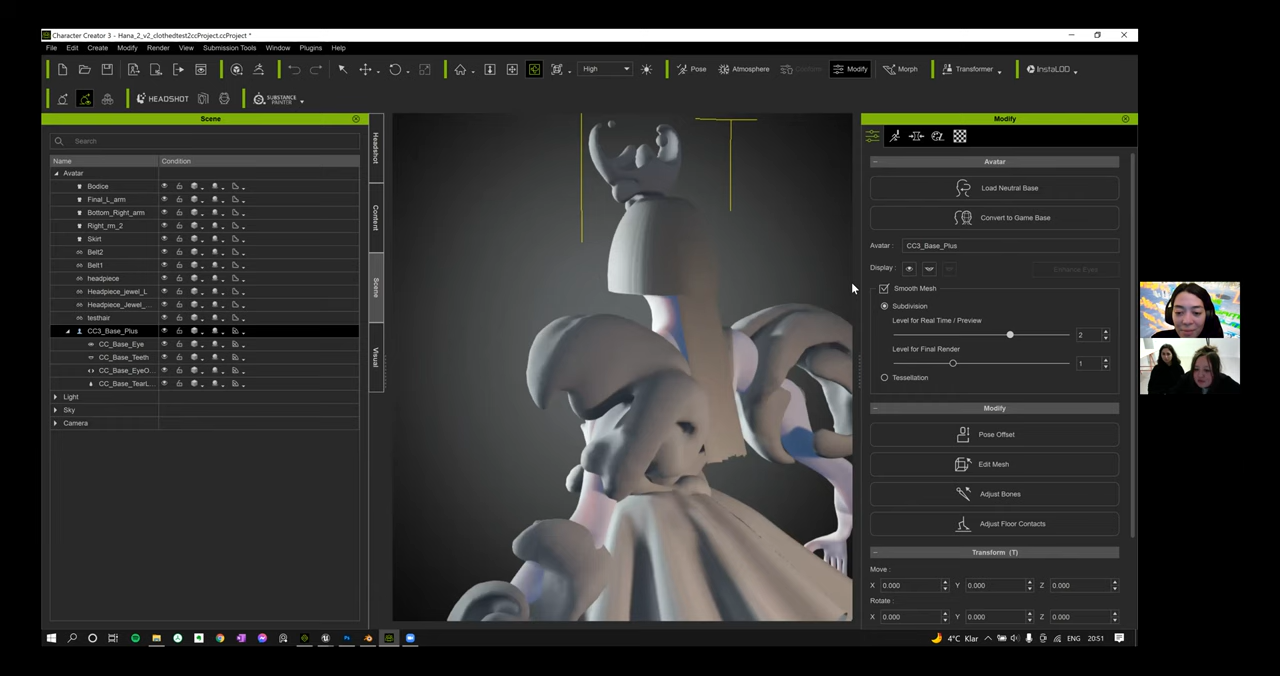 Character Creator 3 - Hana_2_v2_clothedtest2ccProject.ccProject *
File Edit Create Modify Render View Submission Tools Window Plugins Help
High Pose Atmosphere Conform Modify Morph Transformer InstaLOD
HEADSHOT SUBSTANCE PAINTER
Scene
Search
Name Condition
Avatar
Bodice
Final_L_arm
Bottom_Right_arm
Right_rm_2
Skirt
Belt2
Belt1
headpiece
Headpiece_jewel_L
Headpiece_Jewel_...
testhair
CC3_Base_Plus
CC_Base_Eye
CC_Base_Teeth
CC_Base_EyeO...
CC_Base_TearL...
Light
Sky
Camera
Headshot
Content
Scene
Visual
Modify
Avatar
Load Neutral Base
Convert to Game Base
Avatar : CC3_Base_Plus
Display :
Enhance Eyes
Smooth Mesh
Subdivision
Level for Real Time / Preview
2
Level for Final Render
1
Tessellation
Modify
Pose Offset
Edit Mesh
Adjust Bones
Adjust Floor Contacts
Transform (T)
Move :
X 0.000 Y 0.000 Z 0.000
Rotate :
X 0.000 Y 0.000 Z 0.000
4°C Klar ENG 20:51